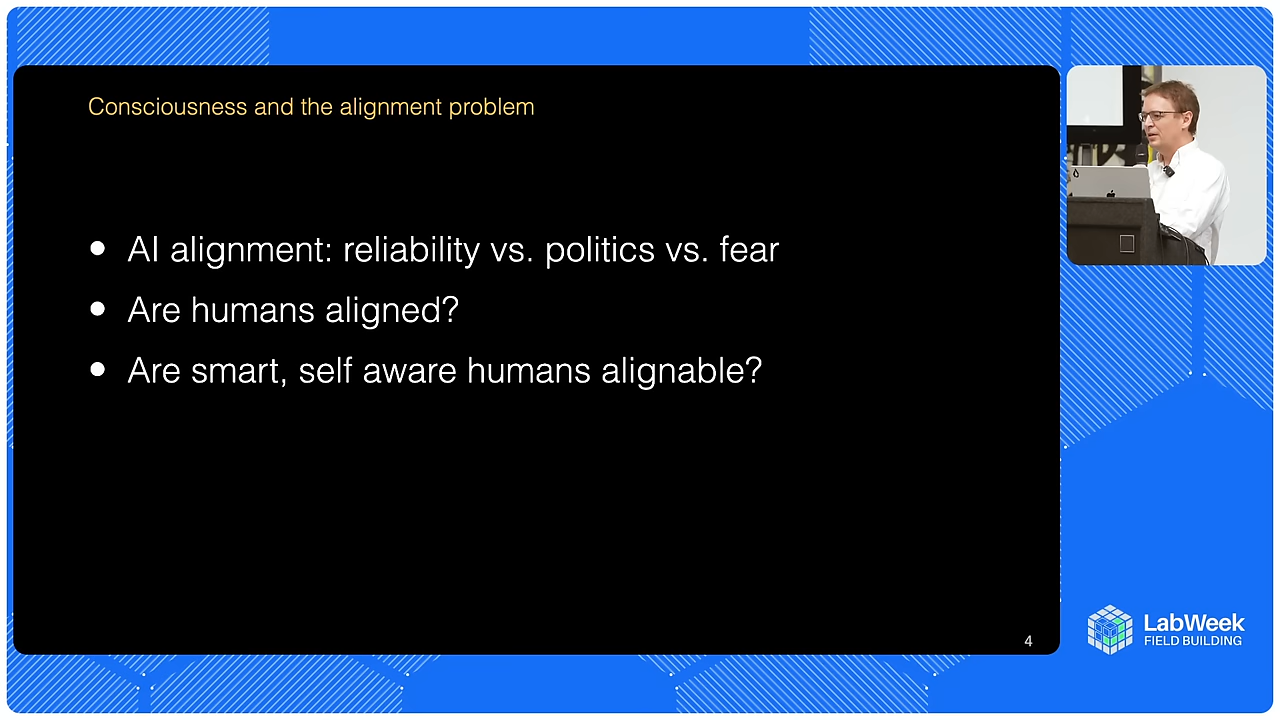 Consciousness and the alignment problem
• AI alignment: reliability vs. politics vs. fear
• Are humans aligned?
• Are smart, self aware humans alignable?
4
LabWeek
FIELD BUILDING